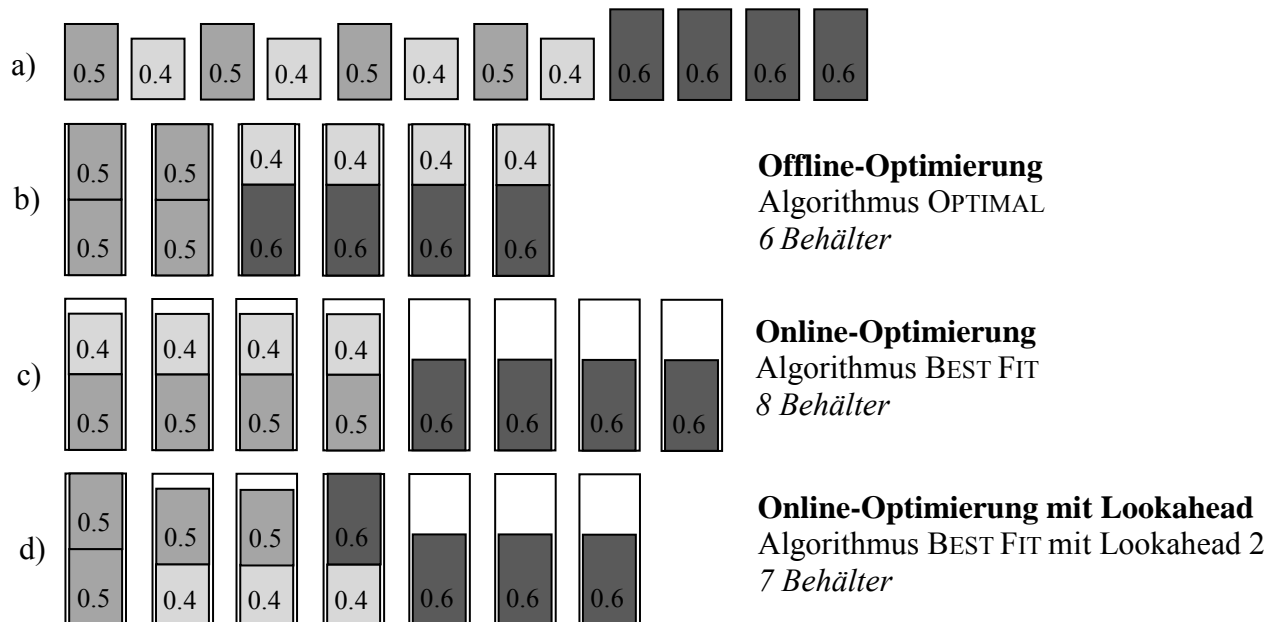 a) 0.5 0.4 0.5 0.4 0.5 0.4 0.5 0.4 0.6 0.6 0.6 0.6
b)
0.5 0.5 0.4 0.4 0.4 0.4
0.5 0.5 0.6 0.6 0.6 0.6
Offline-Optimierung
Algorithmus OPTIMAL
6 Behälter
c)
0.4 0.4 0.4 0.4
0.5 0.5 0.5 0.5 0.6 0.6 0.6 0.6
Online-Optimierung
Algorithmus BEST FIT
8 Behälter
d)
0.5 0.5 0.5 0.6
0.5 0.4 0.4 0.4 0.6 0.6 0.6
Online-Optimierung mit Lookahead
Algorithmus BEST FIT mit Lookahead 2
7 Behälter